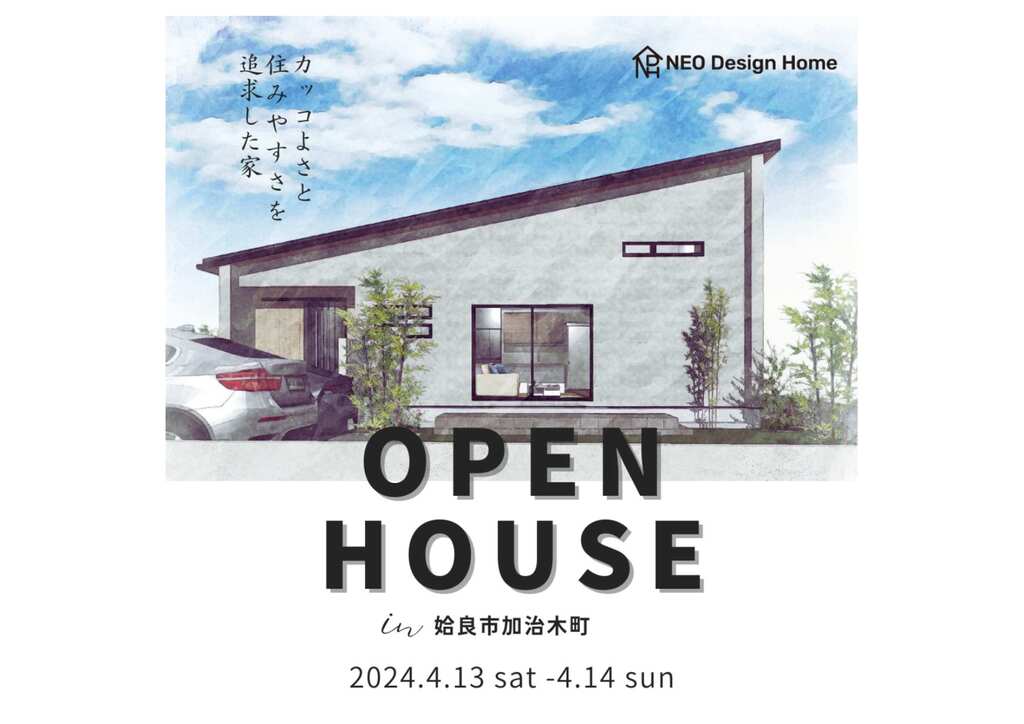 カッコよさと
住みやすさを
追求した家
NEO Design Home
OPEN
HOUSE
in 姶良市加治木町
2024.4.13 sat -4.14 sun